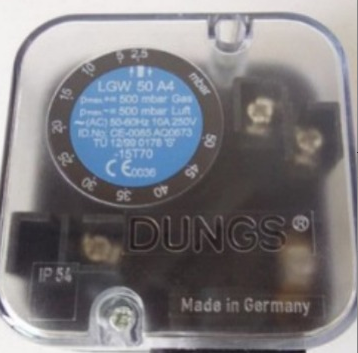 5 2,5 mbar
10 50
15 45
20 40
25 30 35
LGW 50 A4
pmax += 500 mbar Gas
pmax −= 500 mbar Luft
~(AC) 50-60Hz 10A 250V
ID.No: CE-0085 AQ0673
TÜ 12/99 0178 "S"
-15T70
CE0036
DUNGS®
IP 54
Made in Germany